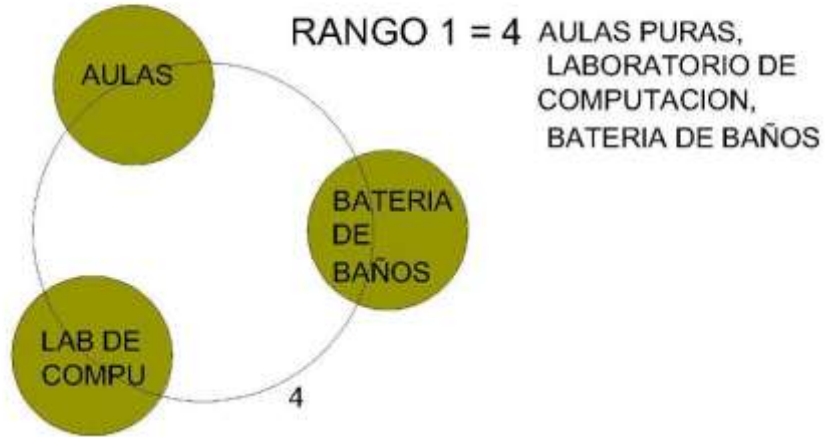 RANGO 1 = 4 AULAS PURAS,
LABORATORIO DE
COMPUTACION,
BATERIA DE BAÑOS
AULAS
BATERIA
DE
BAÑOS
LAB DE
COMPU
4